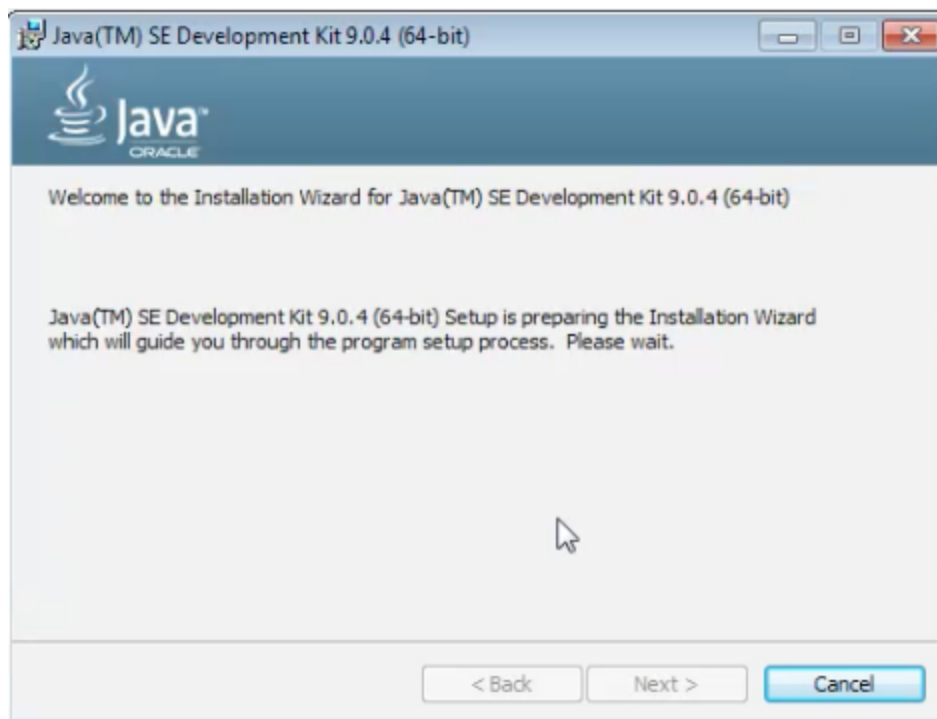 Java(TM) SE Development Kit 9.0.4 (64-bit)
Java™
ORACLE
Welcome to the Installation Wizard for Java(TM) SE Development Kit 9.0.4 (64-bit)
Java(TM) SE Development Kit 9.0.4 (64-bit) Setup is preparing the Installation Wizard
which will guide you through the program setup process. Please wait.
< Back
Next >
Cancel